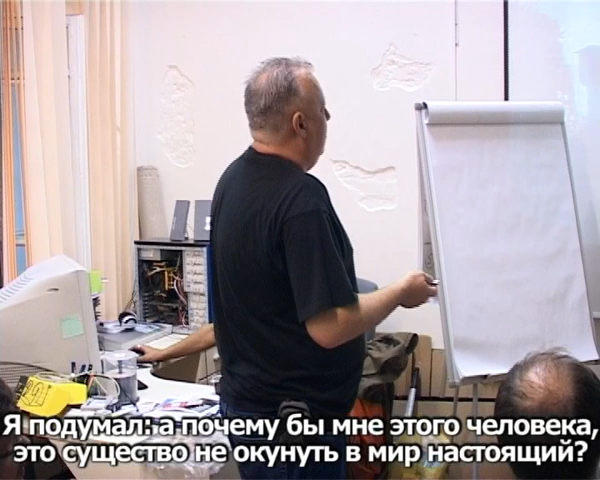 Я подумал: а почему бы мне этого человека,
это существо не окунуть в мир настоящий?